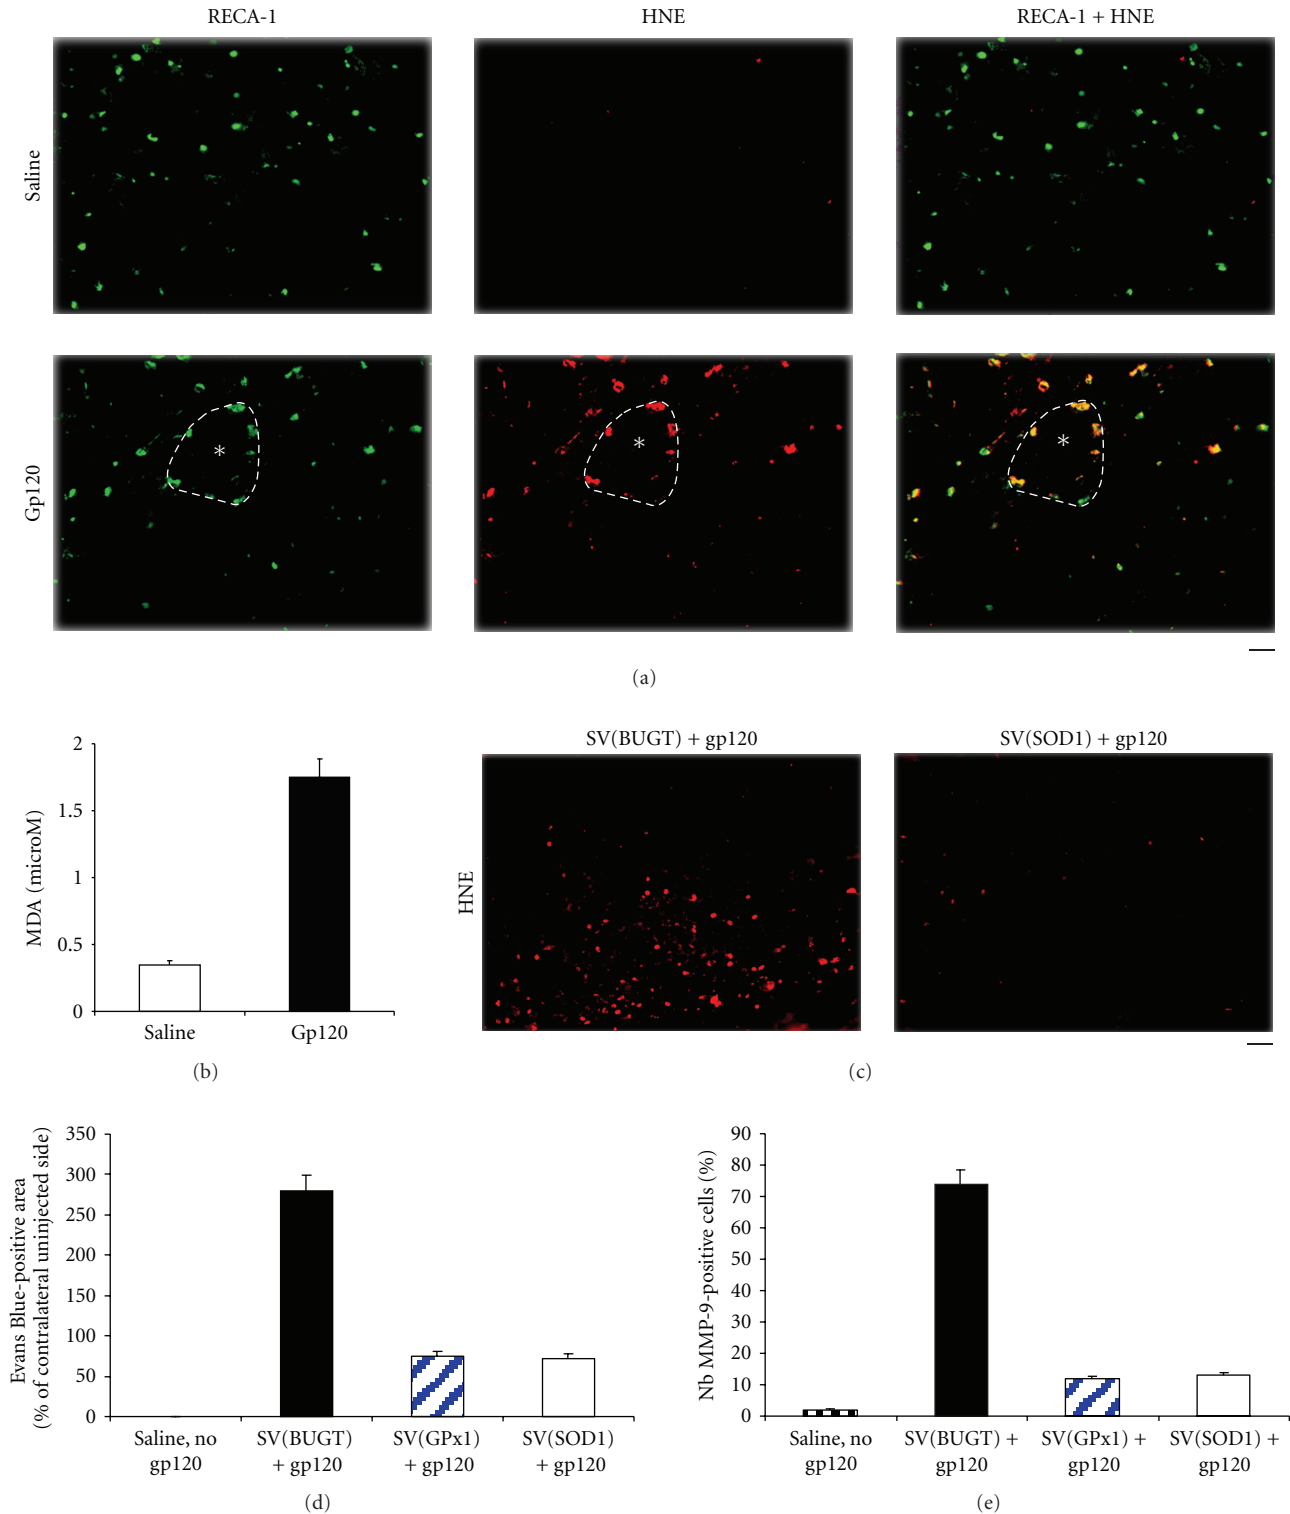 RECA-1
HNE
RECA-1 + HNE
Saline
*
*
*
Gp120
(a)
2
1.5
1
0.5
0
MDA (microM)
Saline
Gp120
(b)
SV(BUGT) + gp120
SV(SOD1) + gp120
HNE
(c)
350
300
250
200
150
100
50
0
Evans Blue-positive area
(% of contralateral uninjected side)
Saline, no
gp120
SV(BUGT)
+ gp120
SV(GPx1)
+ gp120
SV(SOD1)
+ gp120
(d)
90
80
70
60
50
40
30
20
10
0
Nb MMP-9-positive cells (%)
Saline, no
gp120
SV(BUGT) +
gp120
SV(GPx1) +
gp120
SV(SOD1) +
gp120
(e)